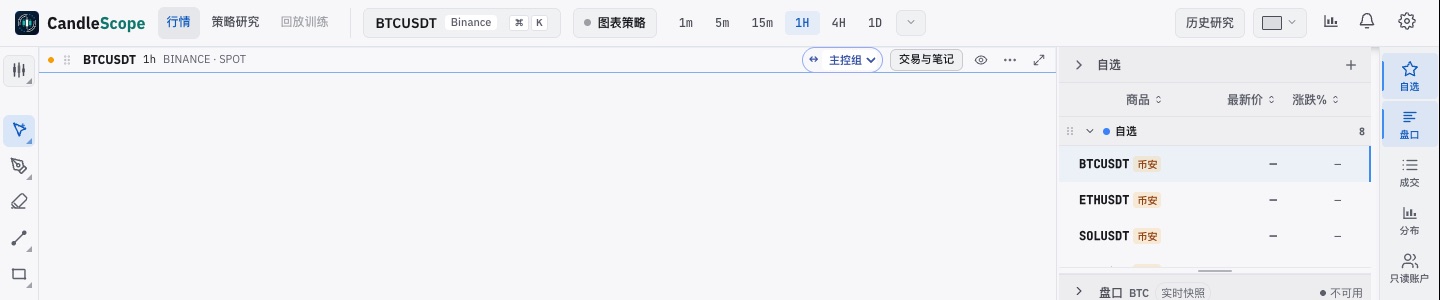 CandleScope 行情 策略研究 回放训练 BTCUSDT Binance ⌘ K 图表策略 1m 5m 15m 1H 4H 1D 历史研究
BTCUSDT 1h BINANCE · SPOT 主控组 交易与笔记
自选
商品 最新价 涨跌%
自选 8
BTCUSDT 币安 — —
ETHUSDT 币安 — —
SOLUSDT 币安 — —
盘口 BTC 实时快照 不可用
自选
盘口
成交
分布
只读账户